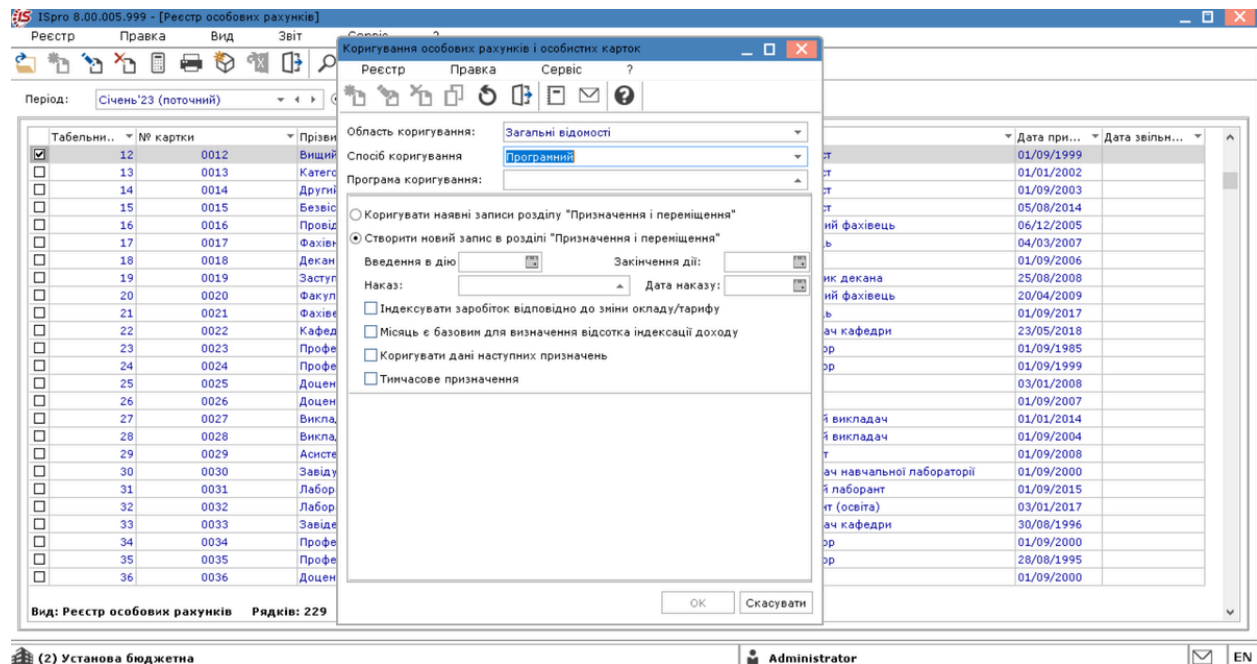 ISpro 8.00.005.999 - [Реєстр особових рахунків]
Реєстр Правка Вид Звіт Сервіс ?
Період: Січень'23 (поточний)
Табельни... № картки Прізви Дата при... Дата звільн...
12 0012 Вищий ст 01/09/1999
13 0013 Катего ст 01/01/2002
14 0014 Другий ст 01/09/2003
15 0015 Безвіс ст 05/08/2014
16 0016 Провід ий фахівець 06/12/2005
17 0017 Фахівн ь 04/03/2007
18 0018 Декан 01/09/2006
19 0019 Заступ ик декана 25/08/2008
20 0020 Факул ий фахівець 20/04/2009
21 0021 Фахіве ь 01/09/2017
22 0022 Кафед ач кафедри 23/05/2018
23 0023 Профе ор 01/09/1985
24 0024 Профе ор 01/09/1999
25 0025 Доцен 03/01/2008
26 0026 Доцен 01/09/2007
27 0027 Викла й викладач 01/01/2014
28 0028 Викла й викладач 01/09/2004
29 0029 Асисте т 01/09/2008
30 0030 Завіду ач навчальної лабораторії 01/09/2000
31 0031 Лабор й лаборант 01/09/2015
32 0032 Лабор нт (освіта) 03/01/2017
33 0033 Завіде ач кафедри 30/08/1996
34 0034 Профе ор 01/09/2000
35 0035 Профе ор 28/08/1995
36 0036 Доцен 01/09/2000
Вид: Реєстр особових рахунків Рядків: 229
Коригування особових рахунків і особистих карток
Реєстр Правка Сервіс ?
Область коригування: Загальні відомості
Спосіб коригування Програмний
Програма коригування:
Коригувати наявні записи розділу "Призначення і переміщення"
Створити новий запис в розділі "Призначення і переміщення"
Введення в дію Закінчення дії:
Наказ: Дата наказу:
Індексувати заробіток відповідно до зміни окладу/тарифу
Місяць є базовим для визначення відсотка індексації доходу
Коригувати дані наступних призначень
Тимчасове призначення
OK Скасувати
(2) Установа бюджетна Administrator EN